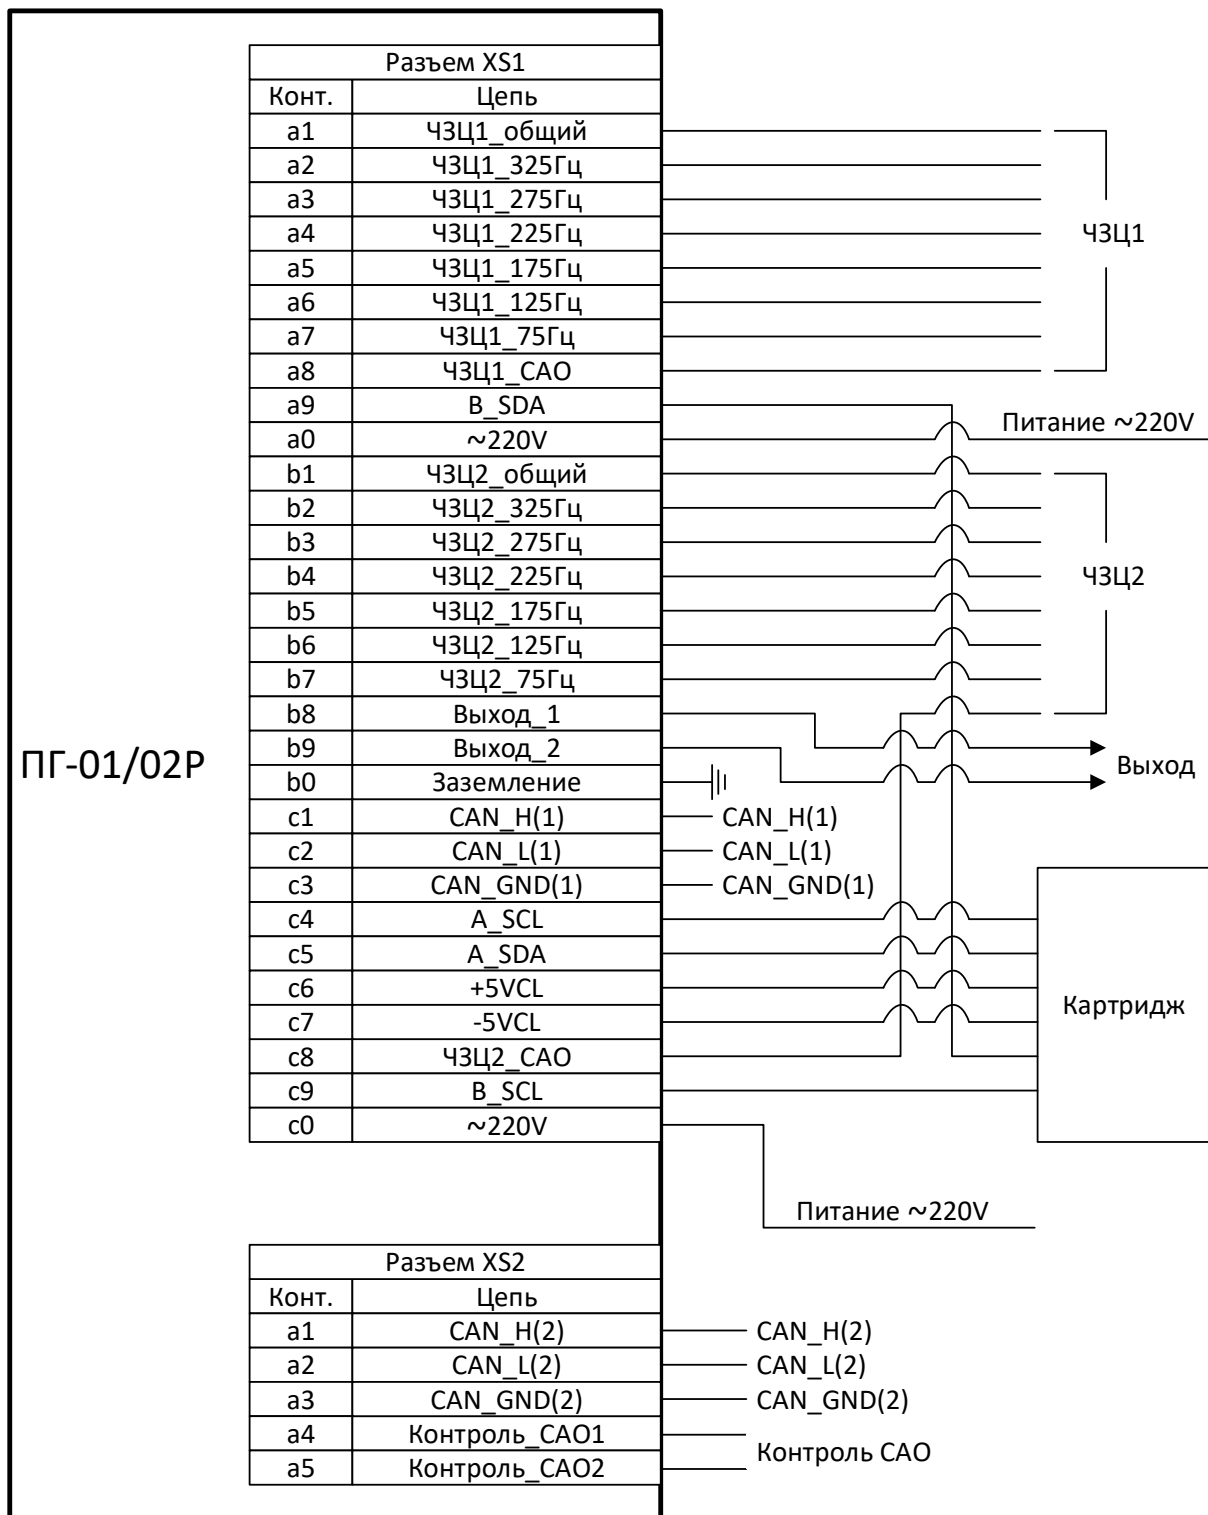 Разъем XS1
Конт. Цепь
a1 ЧЗЦ1_общий
a2 ЧЗЦ1_325Гц
a3 ЧЗЦ1_275Гц
a4 ЧЗЦ1_225Гц ЧЗЦ1
a5 ЧЗЦ1_175Гц
a6 ЧЗЦ1_125Гц
a7 ЧЗЦ1_75Гц
a8 ЧЗЦ1_САО
a9 B_SDA
Питание ~220V
a0 ~220V
b1 ЧЗЦ2_общий
b2 ЧЗЦ2_325Гц
b3 ЧЗЦ2_275Гц
b4 ЧЗЦ2_225Гц ЧЗЦ2
b5 ЧЗЦ2_175Гц
b6 ЧЗЦ2_125Гц
b7 ЧЗЦ2_75Гц
b8 Выход_1
b9 Выход_2
ПГ-01/02Р Выход
b0 Заземление
c1 CAN_H(1) CAN_H(1)
c2 CAN_L(1) CAN_L(1)
c3 CAN_GND(1) CAN_GND(1)
c4 A_SCL
c5 A_SDA
c6 +5VCL Картридж
c7 -5VCL
c8 ЧЗЦ2_САО
c9 B_SCL
c0 ~220V
Питание ~220V
Разъем XS2
Конт. Цепь
a1 CAN_H(2) CAN_H(2)
a2 CAN_L(2) CAN_L(2)
a3 CAN_GND(2) CAN_GND(2)
a4 Контроль_САО1
Контроль САО
a5 Контроль_САО2